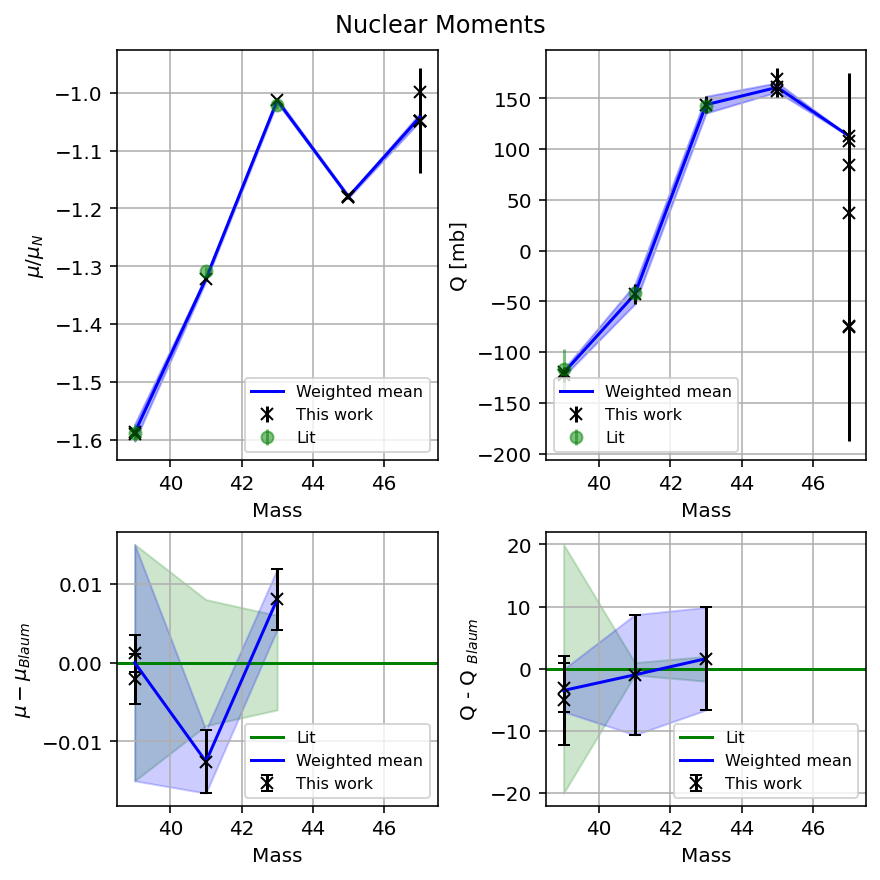 Nuclear Moments
μ/μ_N
−1.0
−1.1
−1.2
−1.3
−1.4
−1.5
−1.6
40 42 44 46
Mass
Weighted mean
This work
Lit
Q [mb]
150
100
50
0
−50
−100
−150
−200
40 42 44 46
Mass
Weighted mean
This work
Lit
μ − μ_Blaum
0.01
0.00
−0.01
40 42 44 46
Mass
Lit
Weighted mean
This work
Q - Q _Blaum
20
10
0
−10
−20
40 42 44 46
Mass
Lit
Weighted mean
This work